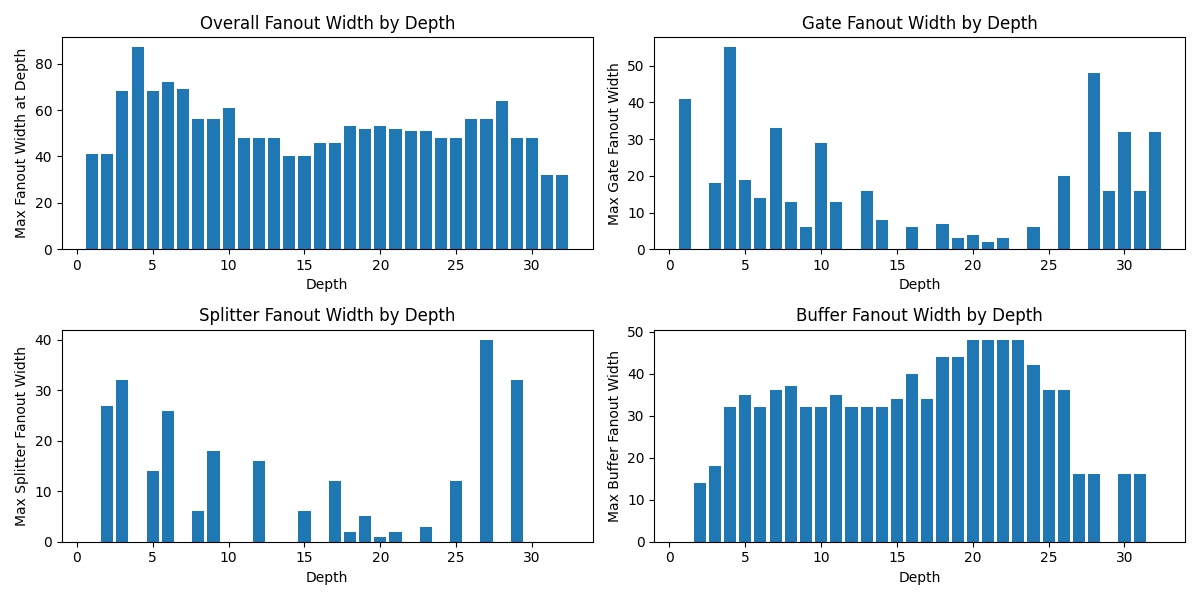 Overall Fanout Width by Depth
Max Fanout Width at Depth
80
60
40
20
0
0 5 10 15 20 25 30
Depth
Gate Fanout Width by Depth
Max Gate Fanout Width
50
40
30
20
10
0
0 5 10 15 20 25 30
Depth
Splitter Fanout Width by Depth
Max Splitter Fanout Width
40
30
20
10
0
0 5 10 15 20 25 30
Depth
Buffer Fanout Width by Depth
Max Buffer Fanout Width
50
40
30
20
10
0
0 5 10 15 20 25 30
Depth